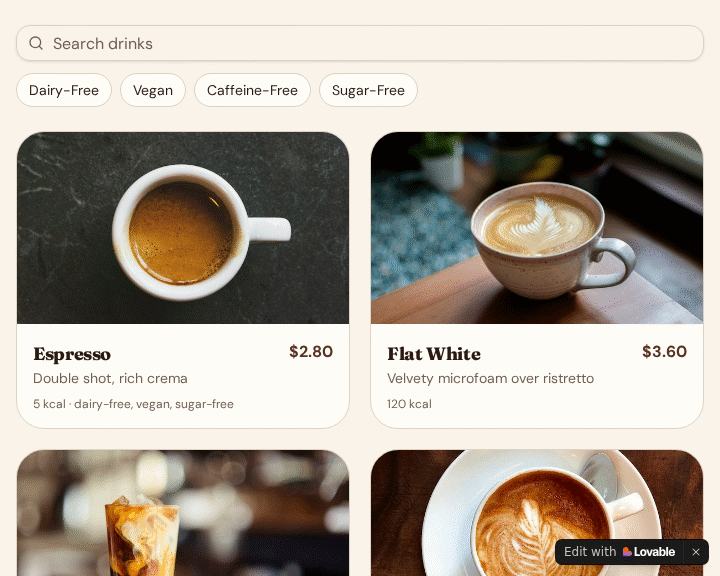 Search drinks
Dairy-Free
Vegan
Caffeine-Free
Sugar-Free
Espresso
$2.80
Double shot, rich crema
5 kcal · dairy-free, vegan, sugar-free
Flat White
$3.60
Velvety microfoam over ristretto
120 kcal
Edit with Lovable